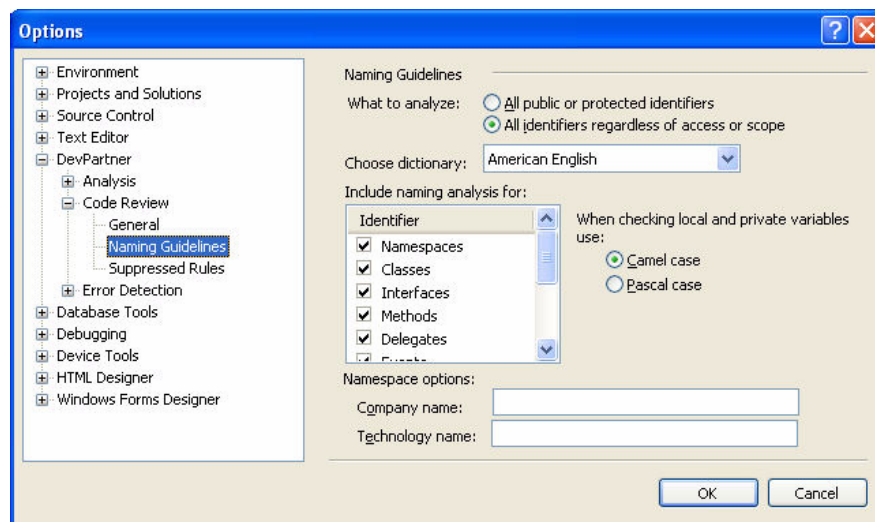 Options
Environment
Projects and Solutions
Source Control
Text Editor
DevPartner
Analysis
Code Review
General
Naming Guidelines
Suppressed Rules
Error Detection
Database Tools
Debugging
Device Tools
HTML Designer
Windows Forms Designer
Naming Guidelines
What to analyze:
All public or protected identifiers
All identifiers regardless of access or scope
Choose dictionary: American English
Include naming analysis for:
Identifier
Namespaces
Classes
Interfaces
Methods
Delegates
When checking local and private variables
use:
Camel case
Pascal case
Namespace options:
Company name:
Technology name:
OK Cancel